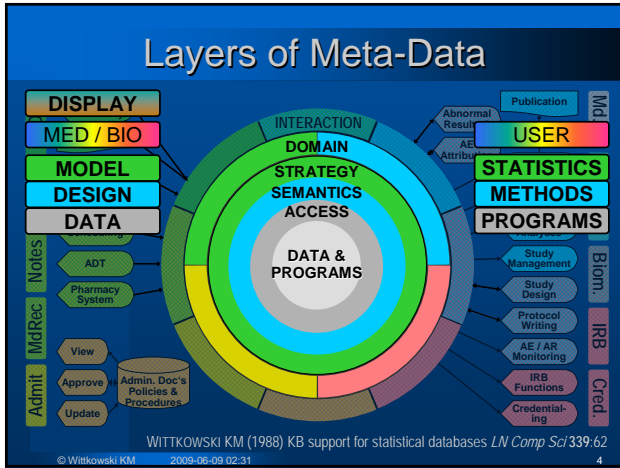 Layers of Meta-Data
DISPLAY
MED / BIO
MODEL
DESIGN
DATA
Notes
MdRec
Admit
ADT
Pharmacy
System
View
Approve
Update
Admin. Doc's
Policies &
Procedures
INTERACTION
DOMAIN
STRATEGY
SEMANTICS
ACCESS
DATA &
PROGRAMS
Publication
Abnormal
USER
STATISTICS
METHODS
PROGRAMS
Study
Management
Study
Design
Protocol
Writing
AE / AR
Monitoring
IRB
Functions
Credential-
ing
Biom.
IRB
Cred.
WITTKOWSKI KM (1988) KB support for statistical databases LN Comp Sci 339:62
© Wittkowski KM 2009-06-09 02:31 4